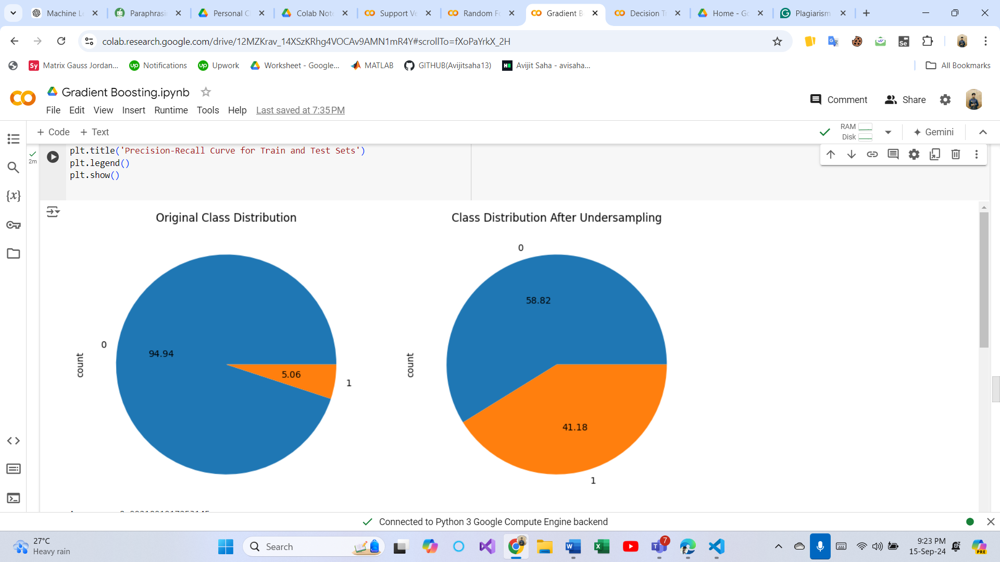 Machine Le
Paraphrasi
Personal C
Colab Note
Support Ve
Random Fo
Gradient B
Decision T
Home - Go
Plagiarism
colab.research.google.com/drive/12MZKrav_14XSzKRhg4VOCAv9AMN1mR4Y#scrollTo=fXoPaYrkX_2H
Sy Matrix Gauss Jordan...
up Notifications
up Upwork
Worksheet - Google...
MATLAB
GITHUB(Avijitsaha13)
Avijit Saha - avisaha...
All Bookmarks
Gradient Boosting.ipynb
Comment
Share
File Edit View Insert Runtime Tools Help Last saved at 7:35 PM
+ Code + Text
RAM
Disk
Gemini
2m
plt.title('Precision-Recall Curve for Train and Test Sets')
plt.legend()
plt.show()
{x}
Original Class Distribution
0
94.94
5.06
1
count
Class Distribution After Undersampling
0
58.82
41.18
1
count
Connected to Python 3 Google Compute Engine backend
27°C
Heavy rain
Search
7
9:23 PM
15-Sep-24
PRE